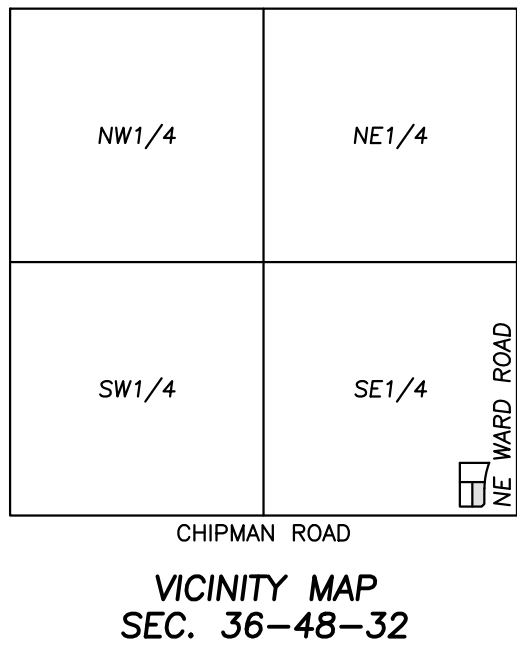 NW1/4
NE1/4
SW1/4
SE1/4
NE WARD ROAD
CHIPMAN ROAD
VICINITY MAP
SEC. 36-48-32